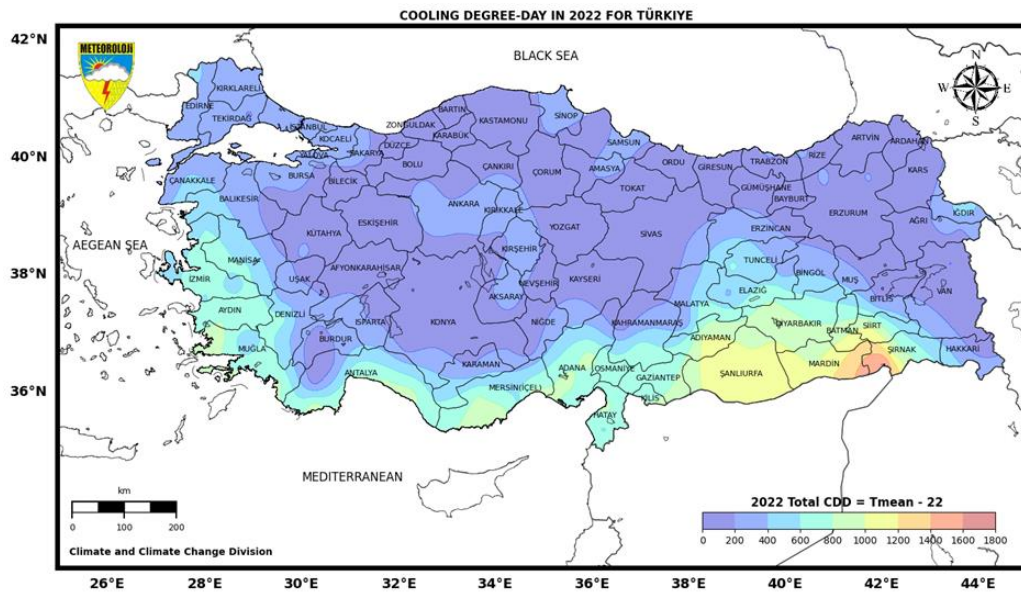 COOLING DEGREE-DAY IN 2022 FOR TÜRKİYE
42°N
40°N
38°N
36°N
METEOROLOJİ
BLACK SEA
N
W E
S
KIRKLARELİ
EDİRNE
TEKİRDAĞ
İSTANBUL
KOCAELİ
YALOVA
SAKARYA
DÜZCE
ZONGULDAK
BARTIN
KARABÜK
KASTAMONU
SİNOP
SAMSUN
ORDU
GİRESUN
TRABZON
RİZE
ARTVİN
ARDAHAN
ÇANAKKALE
BALIKESİR
BURSA
BİLECİK
BOLU
ÇANKIRI
ÇORUM
AMASYA
TOKAT
GÜMÜŞHANE
BAYBURT
ERZURUM
KARS
AĞRI
IĞDIR
KÜTAHYA
ESKİŞEHİR
ANKARA
KIRIKKALE
KIRŞEHİR
YOZGAT
SİVAS
ERZİNCAN
TUNCELİ
BİNGÖL
MUŞ
BİTLİS
VAN
AEGEAN SEA
MANİSA
İZMİR
UŞAK
AFYONKARAHİSAR
AKSARAY
NEVŞEHİR
KAYSERİ
MALATYA
ELAZIĞ
AYDIN
DENİZLİ
ISPARTA
KONYA
NİĞDE
KAHRAMANMARAŞ
ADIYAMAN
DİYARBAKIR
BATMAN
SİİRT
ŞIRNAK
HAKKARİ
MUĞLA
BURDUR
ANTALYA
KARAMAN
MERSİN(İÇEL)
ADANA
OSMANİYE
GAZİANTEP
KİLİS
ŞANLIURFA
MARDİN
HATAY
MEDITERRANEAN
km
0 100 200
Climate and Climate Change Division
2022 Total CDD = Tmean - 22
0 200 400 600 800 1000 1200 1400 1600 1800
26°E 28°E 30°E 32°E 34°E 36°E 38°E 40°E 42°E 44°E